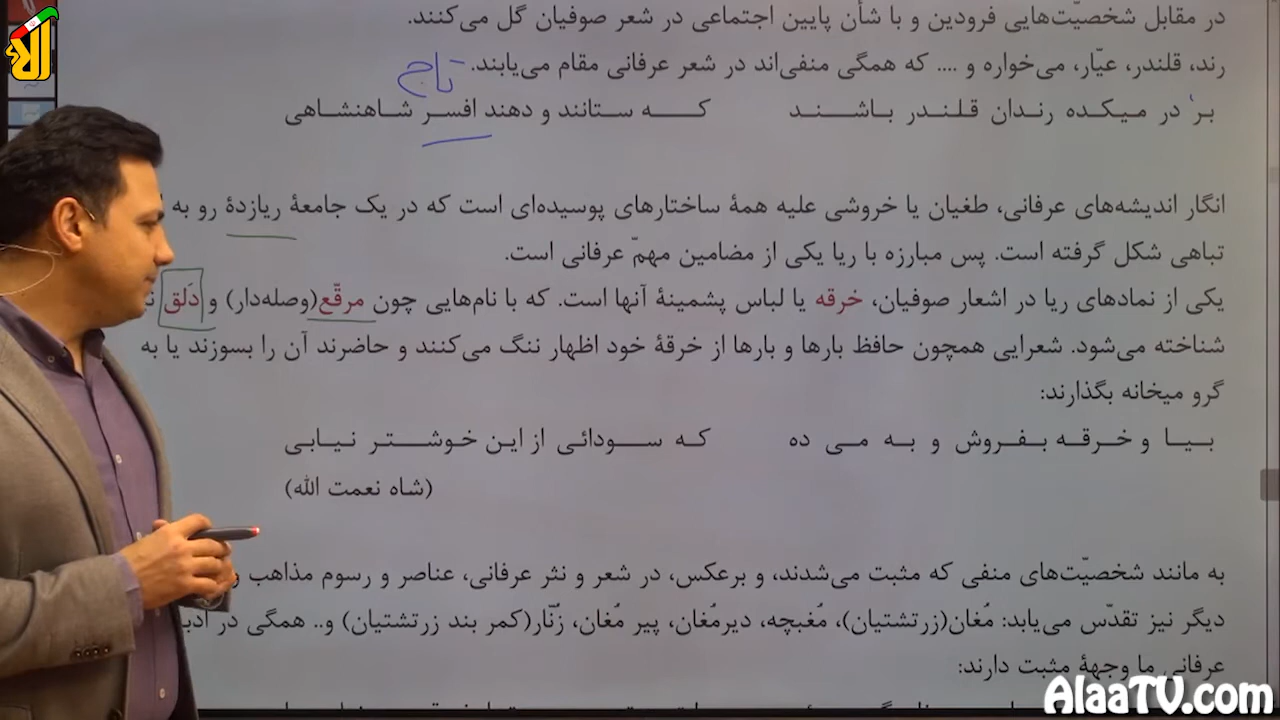 در مقابل شخصیّت‌هایی فرودین و با شأن پایین اجتماعی در شعر صوفیان گل می‌کنند.
رند، قلندر، عیّار، می‌خواره و .... که همگی منفی‌اند در شعر عرفانی مقام می‌یابند.
تاج
بر در میکده رندان قلندر باشند که ستانند و دهند افسر شاهنشاهی
انگار اندیشه‌های عرفانی، طغیان یا خروشی علیه همهٔ ساختارهای پوسیده‌ای است که در یک جامعهٔ ریازدهٔ رو به
تباهی شکل گرفته است. پس مبارزه با ریا یکی از مضامین مهمّ عرفانی است.
یکی از نمادهای ریا در اشعار صوفیان، خرقه یا لباس پشمینهٔ آنها است. که با نام‌هایی چون مرقّع(وصله‌دار) و دَلق
شناخته می‌شود. شعرایی همچون حافظ بارها و بارها از خرقهٔ خود اظهار ننگ می‌کنند و حاضرند آن را بسوزند یا به
گرو میخانه بگذارند:
بیا و خرقه بفروش و به می ده که سودائی از این خوشتر نیابی
(شاه نعمت الله)
به مانند شخصیّت‌های منفی که مثبت می‌شدند، و برعکس، در شعر و نثر عرفانی، عناصر و رسوم مذاهب و
دیگر نیز تقدّس می‌یابد: مُغان(زرتشتیان)، مُغبچه، دیرمُغان، پیر مُغان، زُنّار(کمر بند زرتشتیان) و.. همگی در
عرفانی ما وجههٔ مثبت دارند:
الا
AlaaTV.com